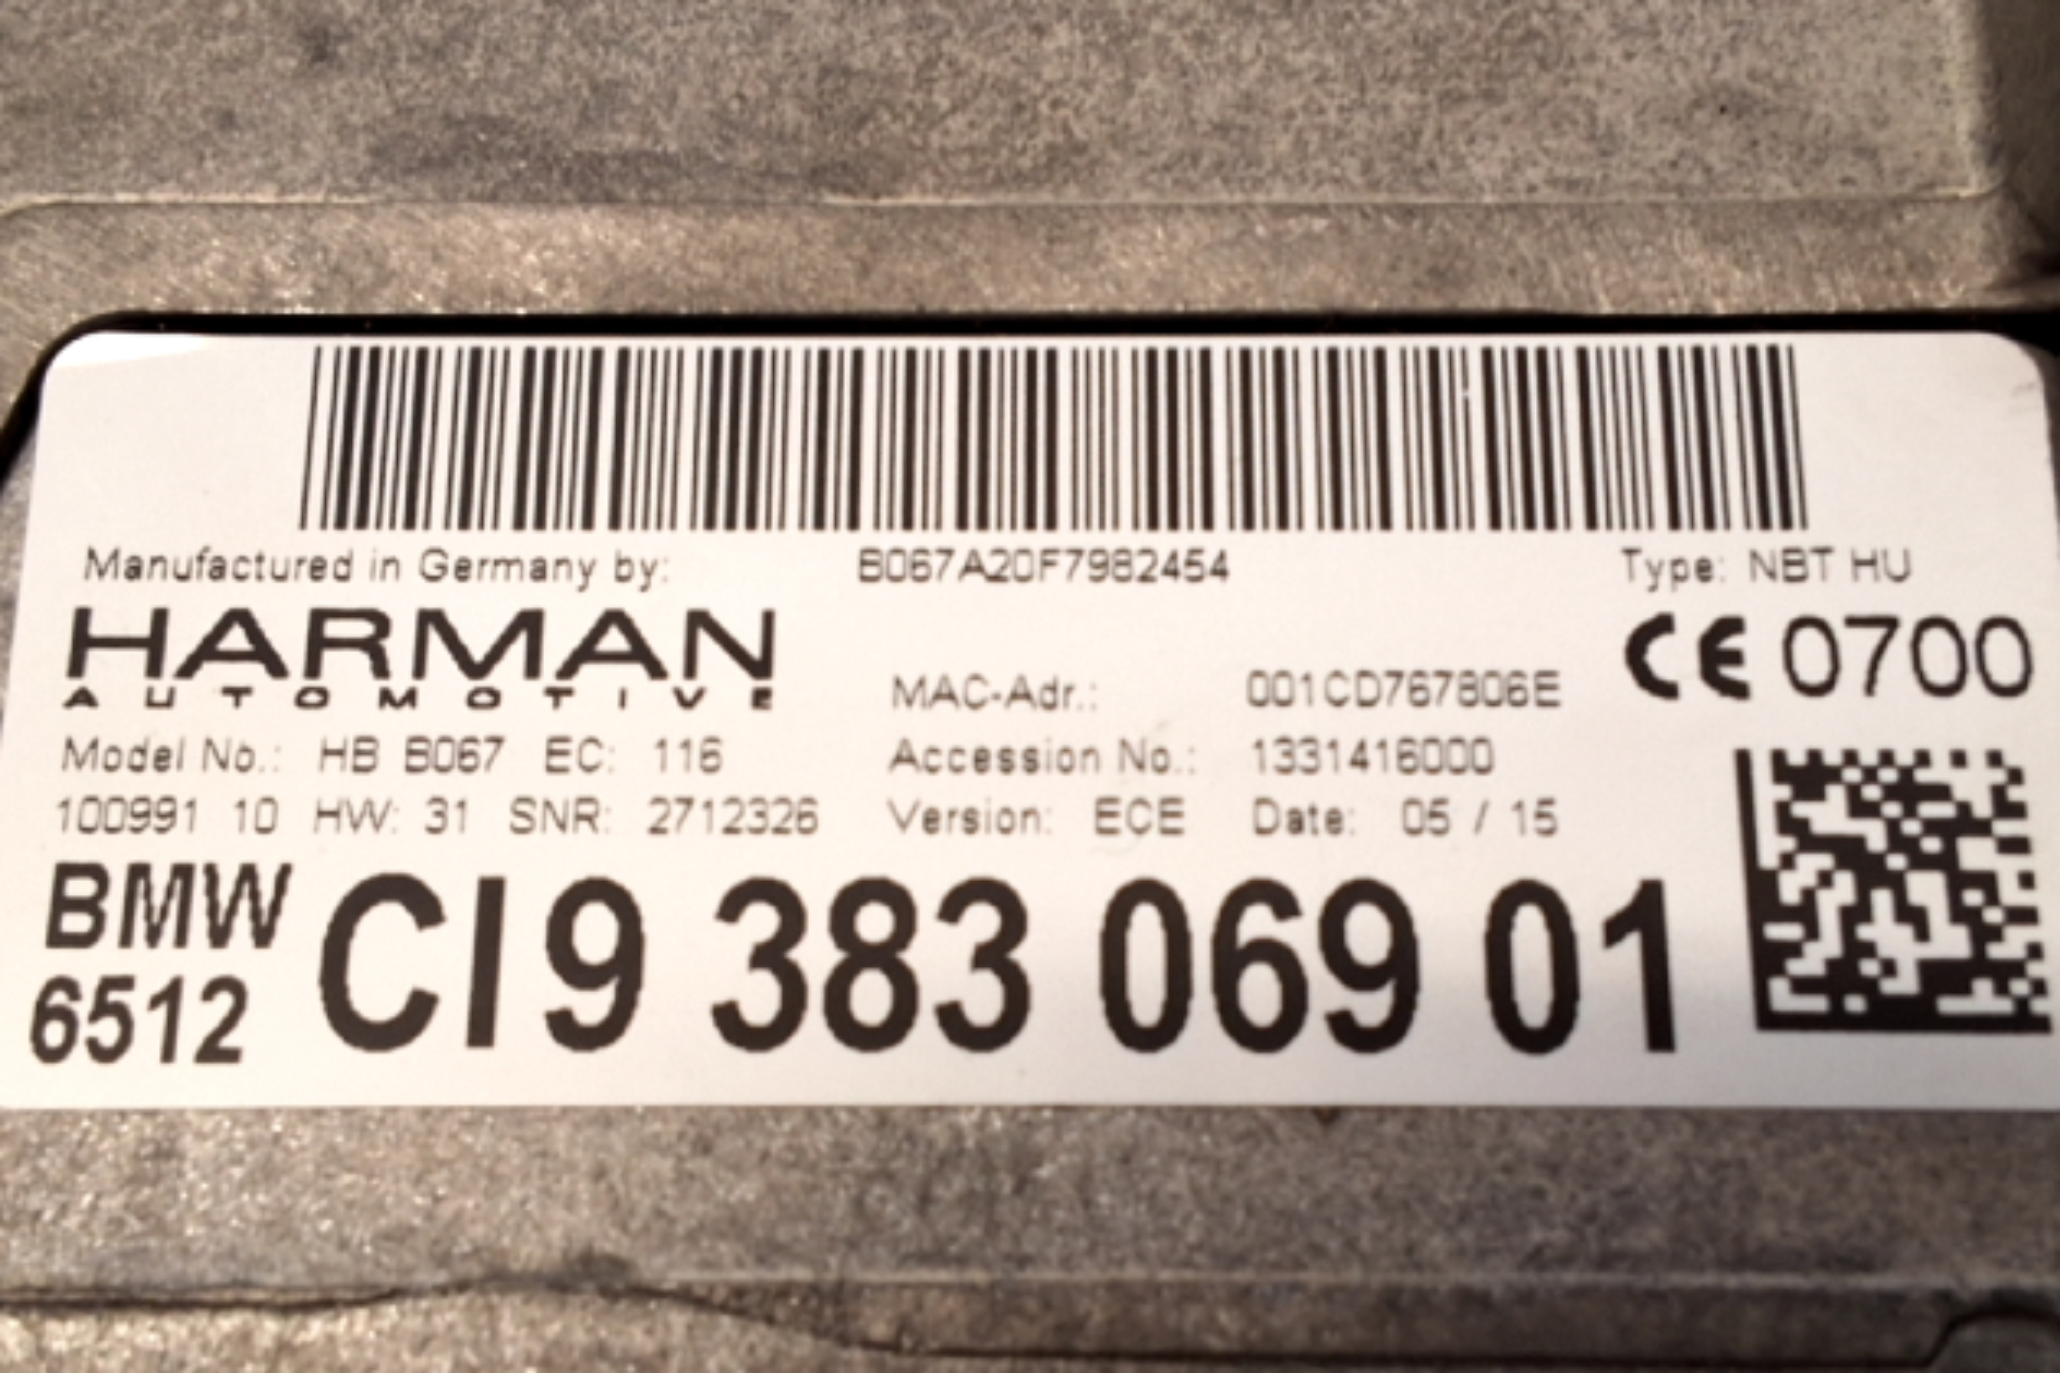 Manufactured in Germany by: B067A20F7982454 Type: NBT HU
HARMAN
AUTOMOTIVE
CE 0700
MAC-Adr.: 001CD767806E
Model No.: HB B067 EC: 116 Accession No.: 1331416000
100991 10 HW: 31 SNR: 2712326 Version: ECE Date: 05 / 15
BMW
6512
CI 9 383 069 01